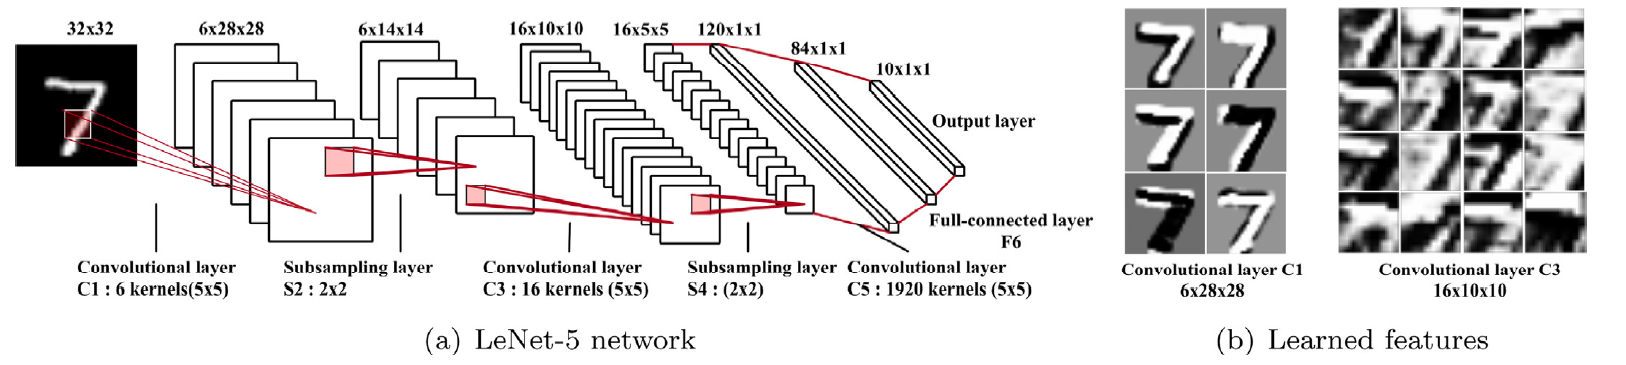 32x32
6x28x28
6x14x14
16x10x10
16x5x5
120x1x1
84x1x1
10x1x1
Output layer
Full-connected layer
F6
Convolutional layer
C1 : 6 kernels(5x5)
Subsampling layer
S2 : 2x2
Convolutional layer
C3 : 16 kernels (5x5)
Subsampling layer
S4 : (2x2)
Convolutional layer
C5 : 1920 kernels (5x5)
(a) LeNet-5 network
7
Convolutional layer C1
6x28x28
Convolutional layer C3
16x10x10
(b) Learned features